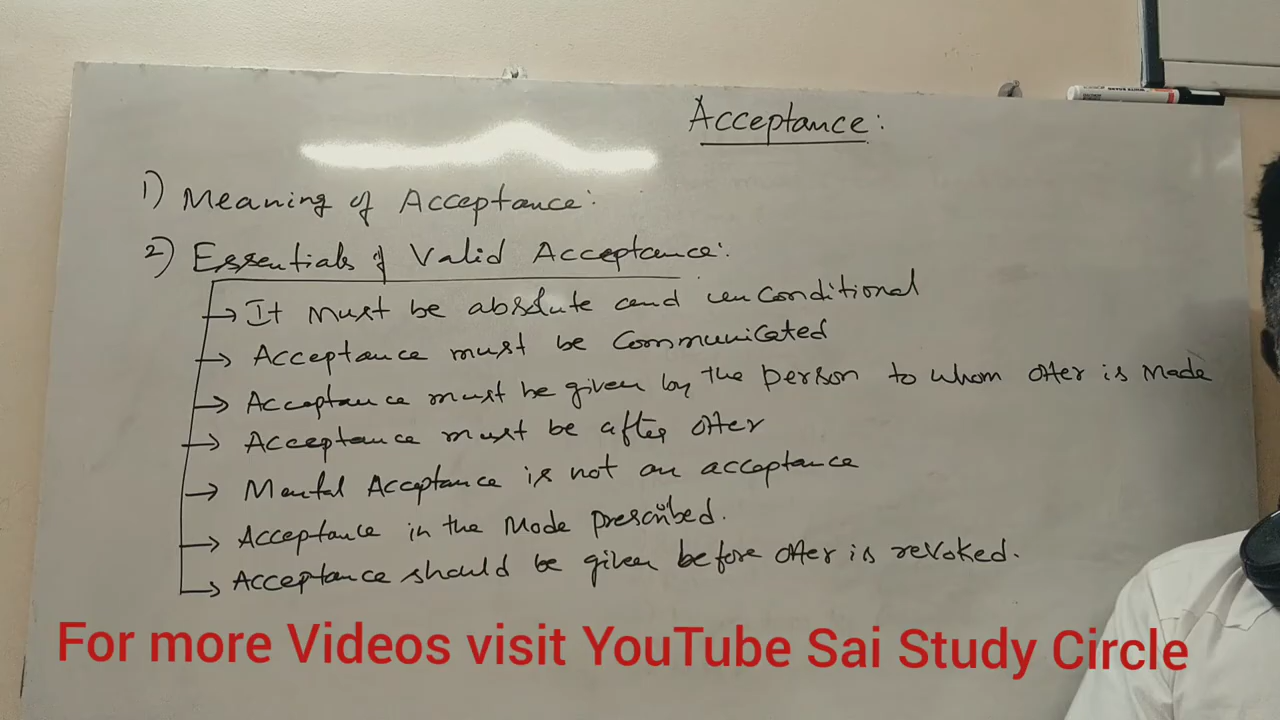 Acceptance:
1) Meaning of Acceptance:
2) Essentials of Valid Acceptance:
→ It must be absolute and unconditional
→ Acceptance must be communicated
→ Acceptance must be given by the person to whom offer is made
→ Acceptance must be after offer
→ Mental Acceptance is not an acceptance
→ Acceptance in the Mode prescribed.
→ Acceptance should be given before offer is revoked.
For more Videos visit YouTube Sai Study Circle